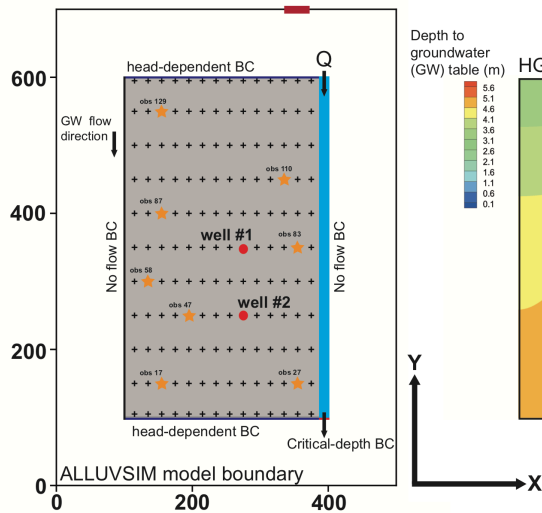 Depth to
groundwater
(GW) table (m)
HG
5.6
5.1
4.6
4.1
3.6
3.1
2.6
2.1
1.6
1.1
0.6
0.1
head-dependent BC
Q
600
400
200
0
GW flow
direction
No flow BC
No flow BC
obs 129
obs 110
obs 87
well #1
obs 83
obs 58
well #2
obs 47
obs 17
obs 27
head-dependent BC
Critical-depth BC
ALLUVSIM model boundary
0
200
400
Y
X